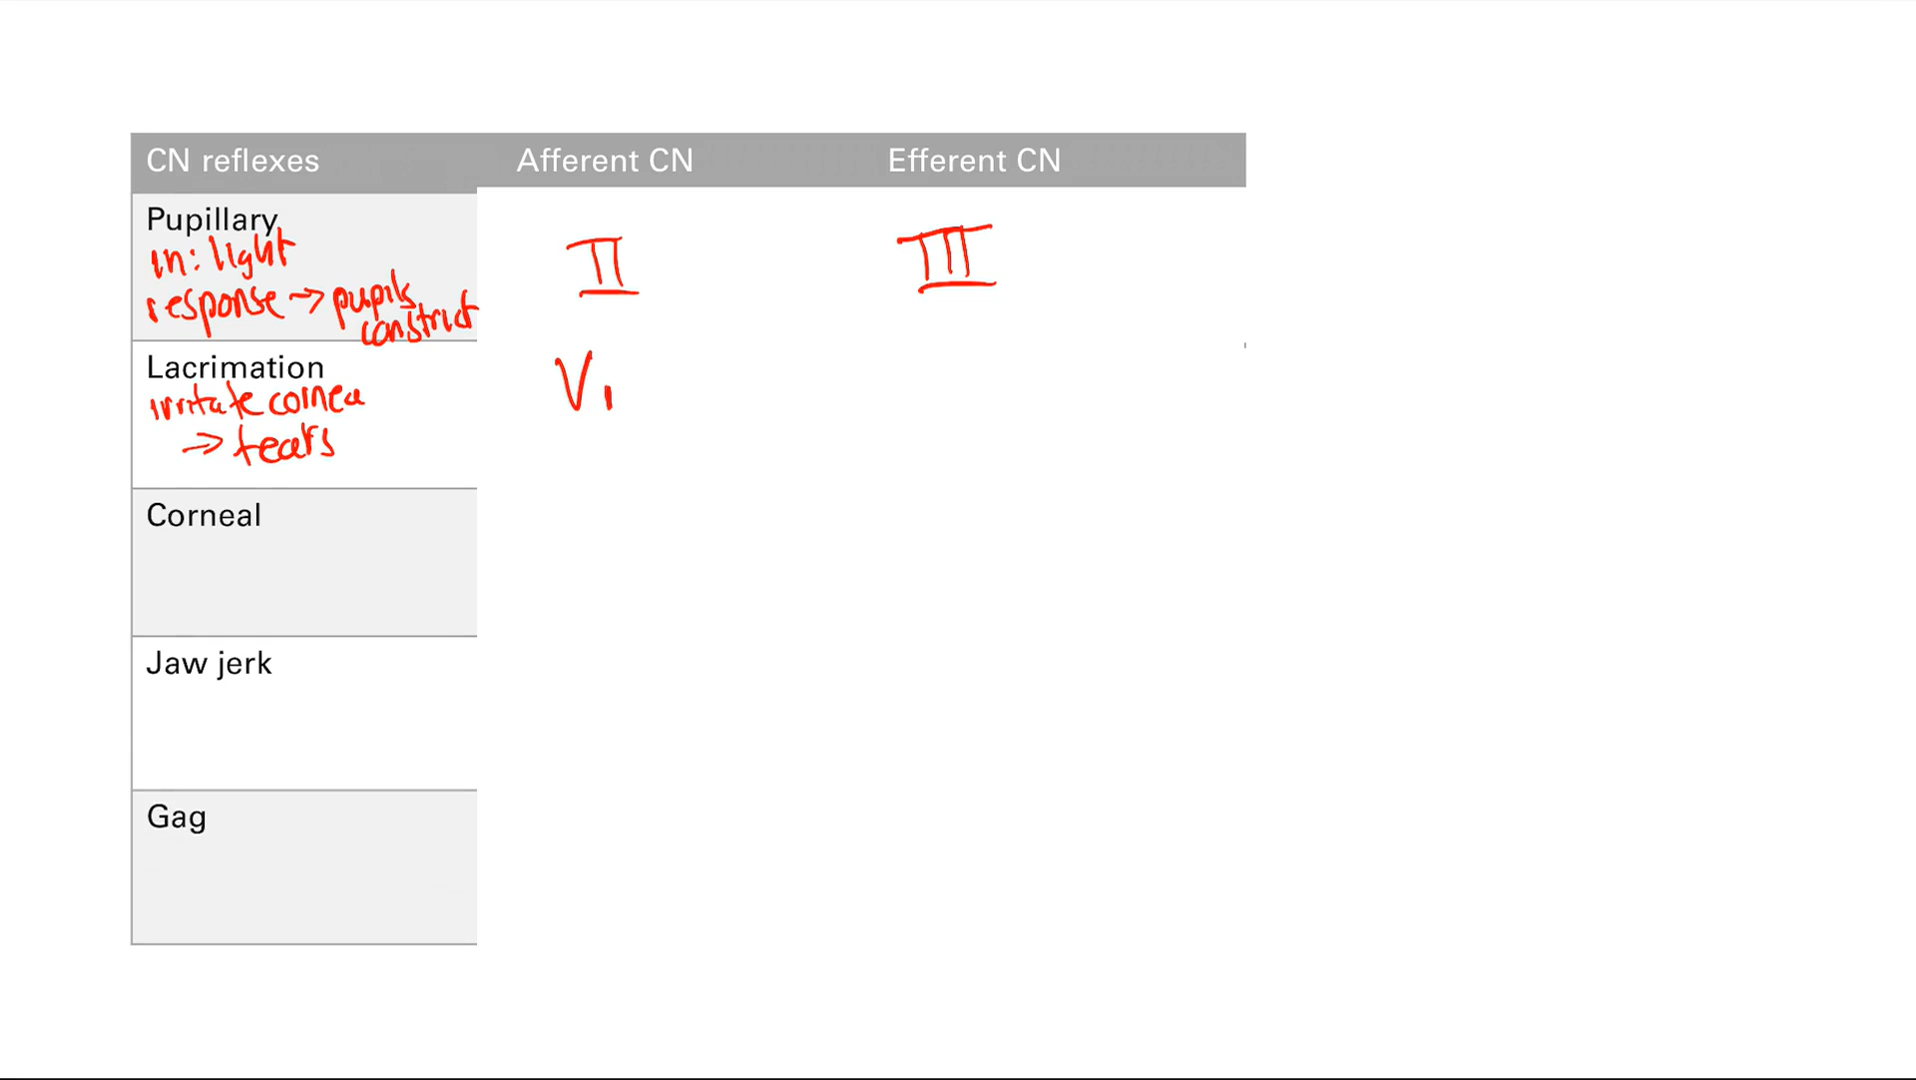 CN reflexes Afferent CN Efferent CN
Pupillary
in: light
response → pupils
constrict
II III
Lacrimation
irritate cornea
→ tears
V1
Corneal
Jaw jerk
Gag